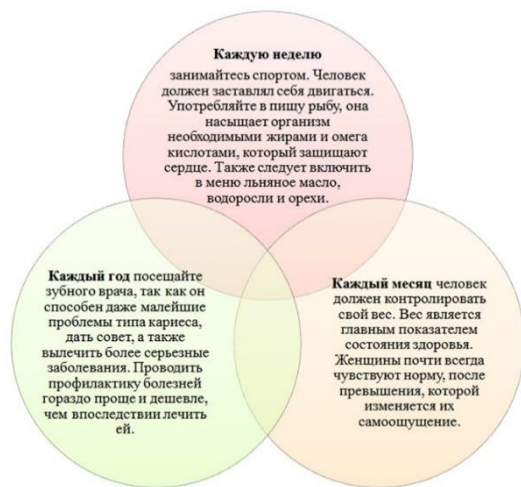 Каждую неделю
занимайтесь спортом. Человек
должен заставлял себя двигаться.
Употребляйте в пищу рыбу, она
насыщает организм
необходимыми жирами и омега
кислотами, который защищают
сердце. Также следует включить
в меню льняное масло,
водоросли и орехи.
Каждый год посещайте
зубного врача, так как он
способен даже малейшие
проблемы типа кариеса,
дать совет, а также
вылечить более серьезные
заболевания. Проводить
профилактику болезней
гораздо проще и дешевле,
чем впоследствии лечить
ей.
Каждый месяц человек
должен контролировать
свой вес. Вес является
главным показателем
состояния здоровья.
Женщины почти всегда
чувствуют норму, после
превышения, которой
изменяется их
самоощущение.